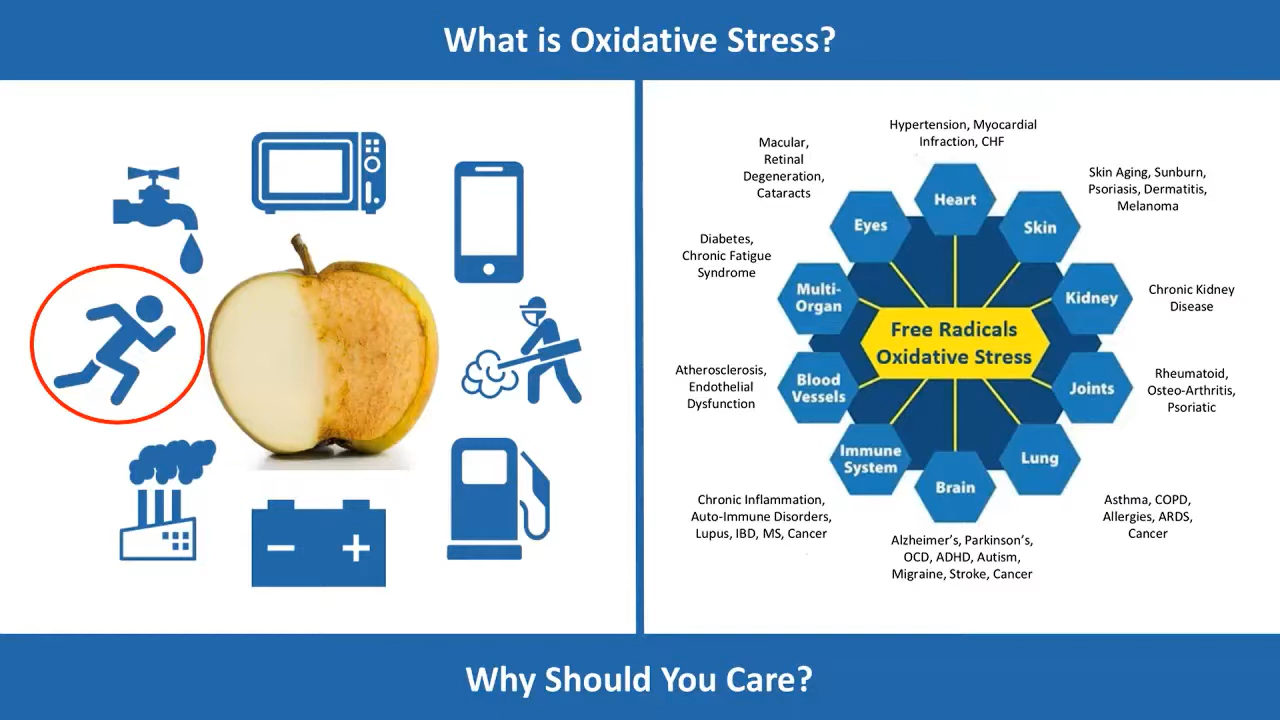 What is Oxidative Stress?
Hypertension, Myocardial
Infraction, CHF
Macular,
Retinal
Degeneration,
Cataracts
Skin Aging, Sunburn,
Psoriasis, Dermatitis,
Melanoma
Heart
Eyes
Skin
Diabetes,
Chronic Fatigue
Syndrome
Multi-
Organ
Kidney
Chronic Kidney
Disease
Free Radicals
Oxidative Stress
Atherosclerosis,
Endothelial
Dysfunction
Blood
Vessels
Joints
Rheumatoid,
Osteo-Arthritis,
Psoriatic
Immune
System
Brain
Lung
Chronic Inflammation,
Auto-Immune Disorders,
Lupus, IBD, MS, Cancer
Alzheimer’s, Parkinson’s,
OCD, ADHD, Autism,
Migraine, Stroke, Cancer
Asthma, COPD,
Allergies, ARDS,
Cancer
− +
Why Should You Care?